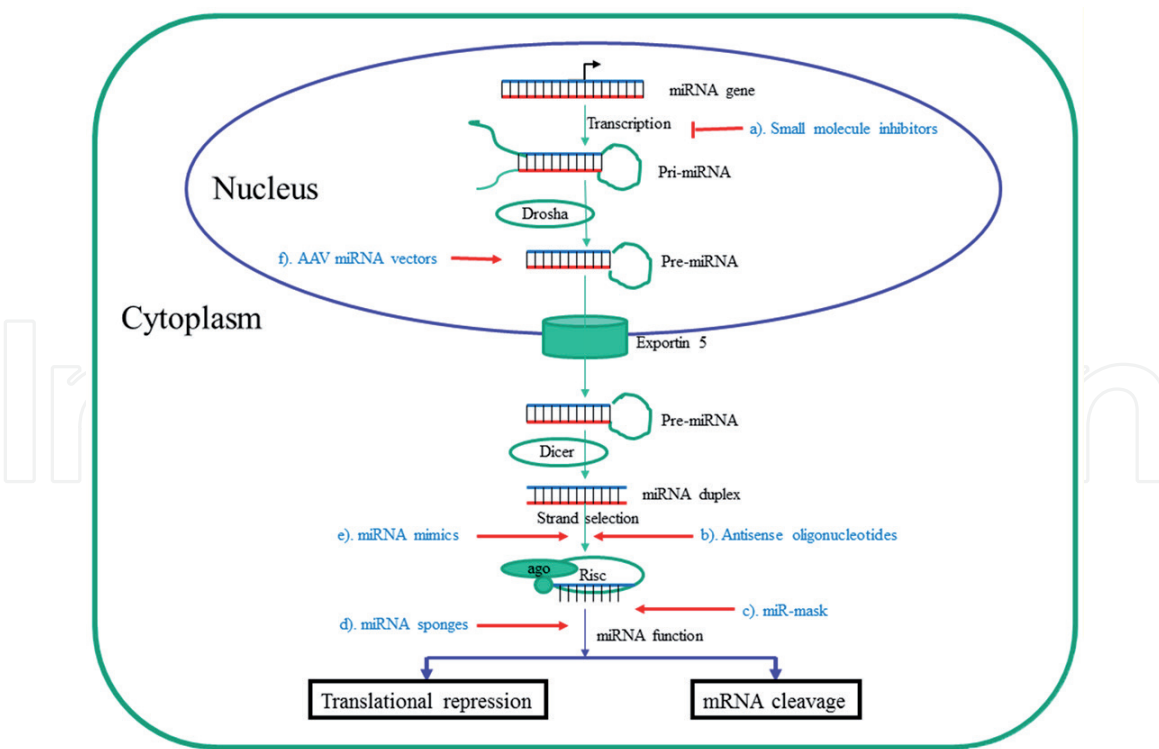 miRNA gene
Transcription
a). Small molecule inhibitors
Pri-miRNA
Nucleus
Drosha
f). AAV miRNA vectors
Pre-miRNA
Cytoplasm
Exportin 5
Pre-miRNA
Dicer
miRNA duplex
Strand selection
e). miRNA mimics
b). Antisense oligonucleotides
ago
Risc
c). miR-mask
d). miRNA sponges
miRNA function
Translational repression
mRNA cleavage